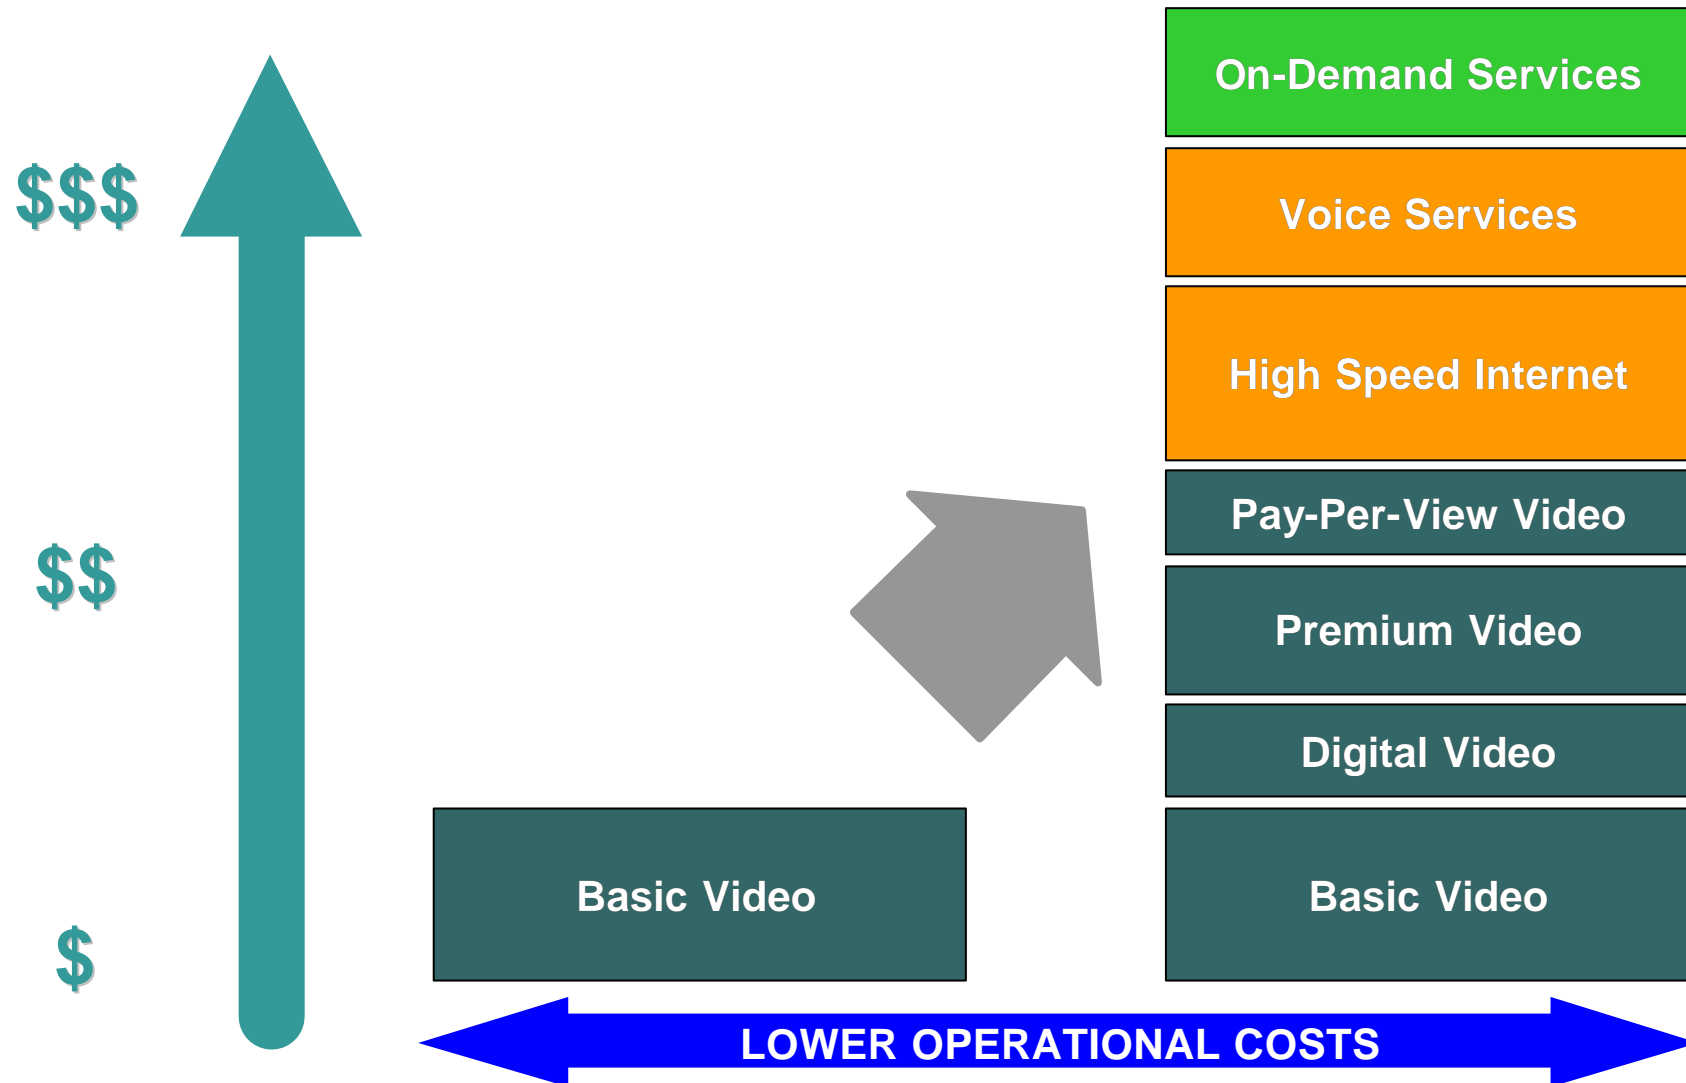 On-Demand Services
$$$
Voice Services
High Speed Internet
Pay-Per-View Video
$$
Premium Video
Digital Video
Basic Video
Basic Video
$
LOWER OPERATIONAL COSTS